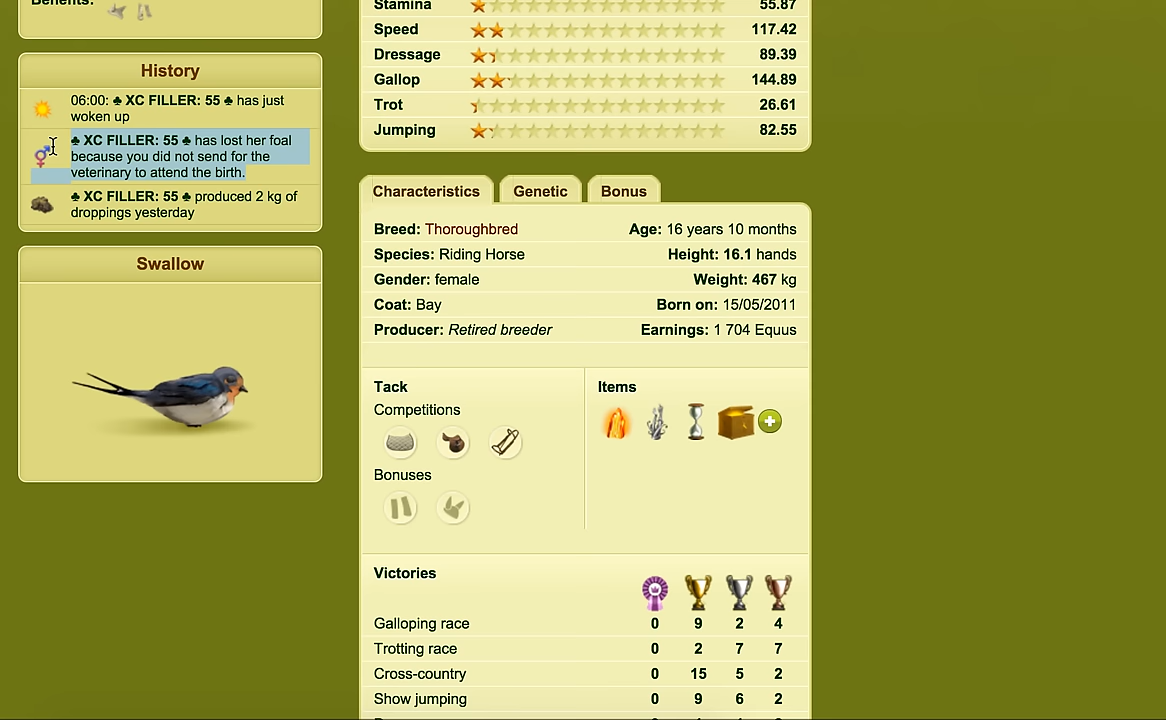 Benefits:
History
06:00: ♣ XC FILLER: 55 ♣ has just
woken up
♣ XC FILLER: 55 ♣ has lost her foal
because you did not send for the
veterinary to attend the birth.
♣ XC FILLER: 55 ♣ produced 2 kg of
droppings yesterday
Swallow
Stamina 55.87
Speed 117.42
Dressage 89.39
Gallop 144.89
Trot 26.61
Jumping 82.55
Characteristics Genetic Bonus
Breed: Thoroughbred Age: 16 years 10 months
Species: Riding Horse Height: 16.1 hands
Gender: female Weight: 467 kg
Coat: Bay Born on: 15/05/2011
Producer: Retired breeder Earnings: 1 704 Equus
Tack
Competitions
Bonuses
Items
Victories
Galloping race 0 9 2 4
Trotting race 0 2 7 7
Cross-country 0 15 5 2
Show jumping 0 9 6 2